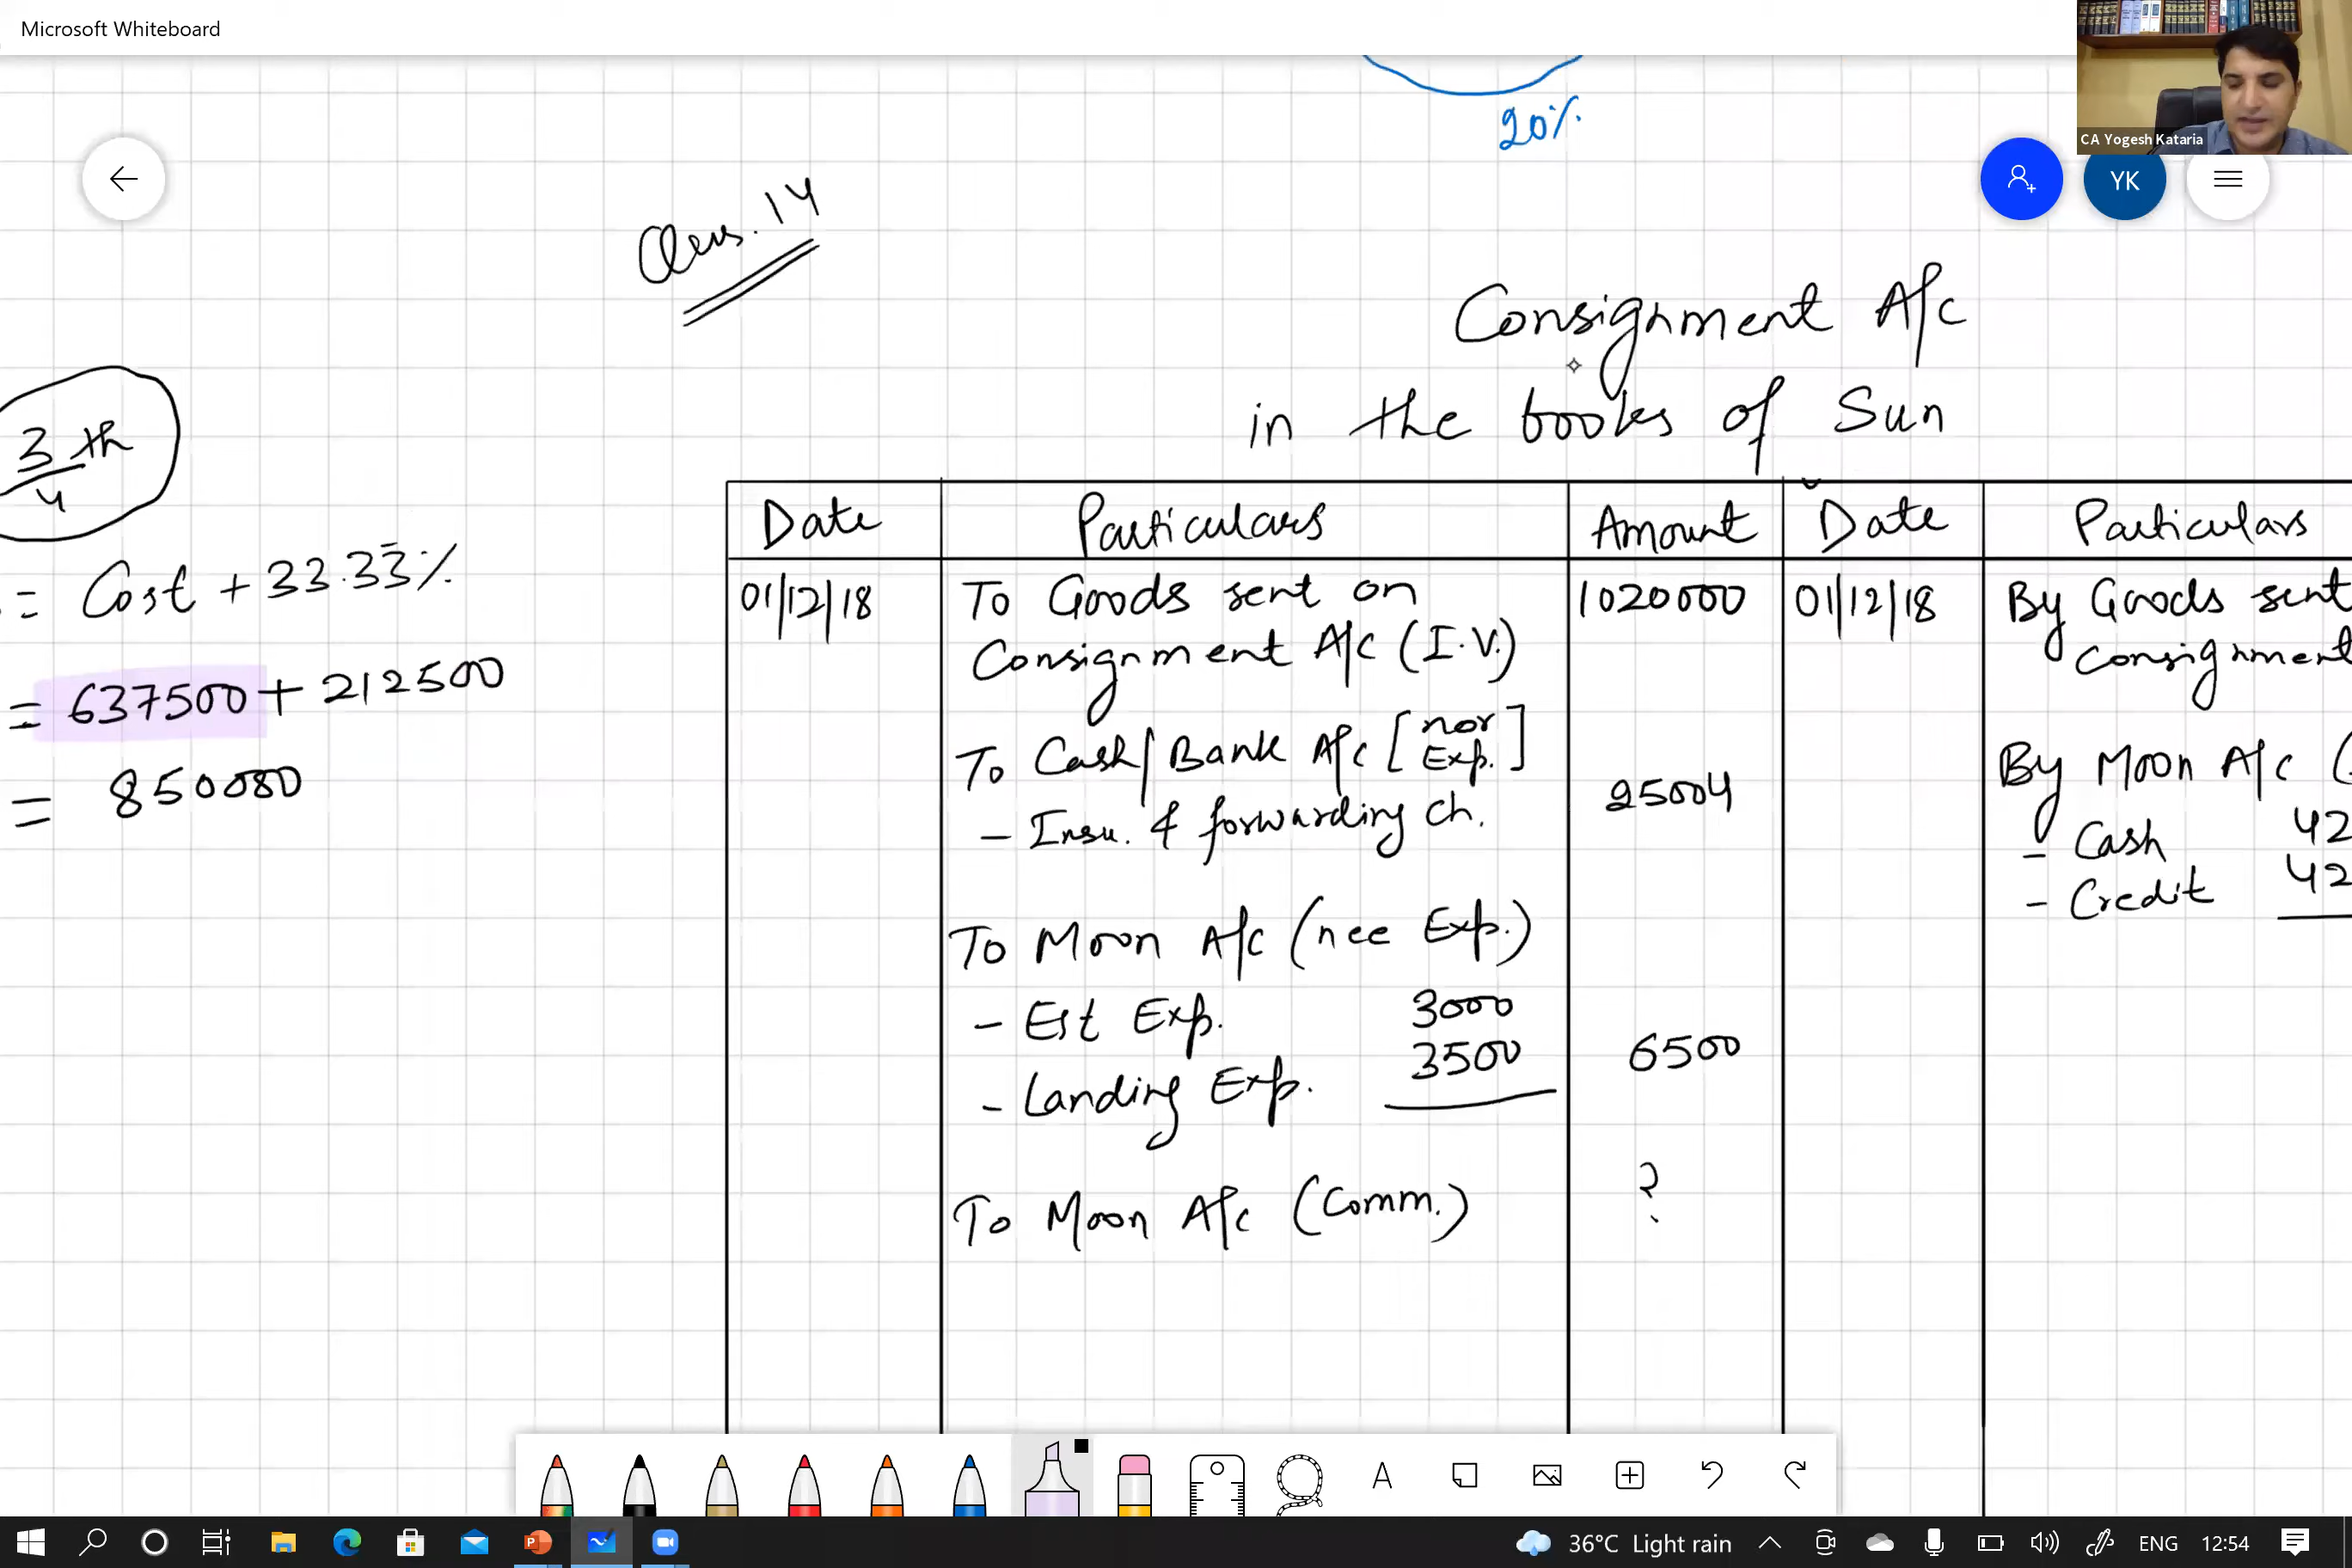 Microsoft Whiteboard
CA Yogesh Kataria
YK
20%
Ques. 14
Consignment A/c
in the books of Sun
3 th
4
= Cost + 33.33%
= 637500 + 212500
= 850000
Date Particulars Amount Date Particulars
01/12/18 To Goods sent on 1020000 01/12/18 By Goods sent
Consignment A/c (I.V.) Consignment
To Cash/Bank A/c [nor Exp.] By Moon A/c (
- Insu. & forwarding ch. 25004 - Cash 42
- Credit 42
To Moon A/c (nec Exp.)
- Est Exp. 3000
- Landing Exp. 3500 6500
To Moon A/c (Comm.) ?
36°C Light rain ENG 12:54